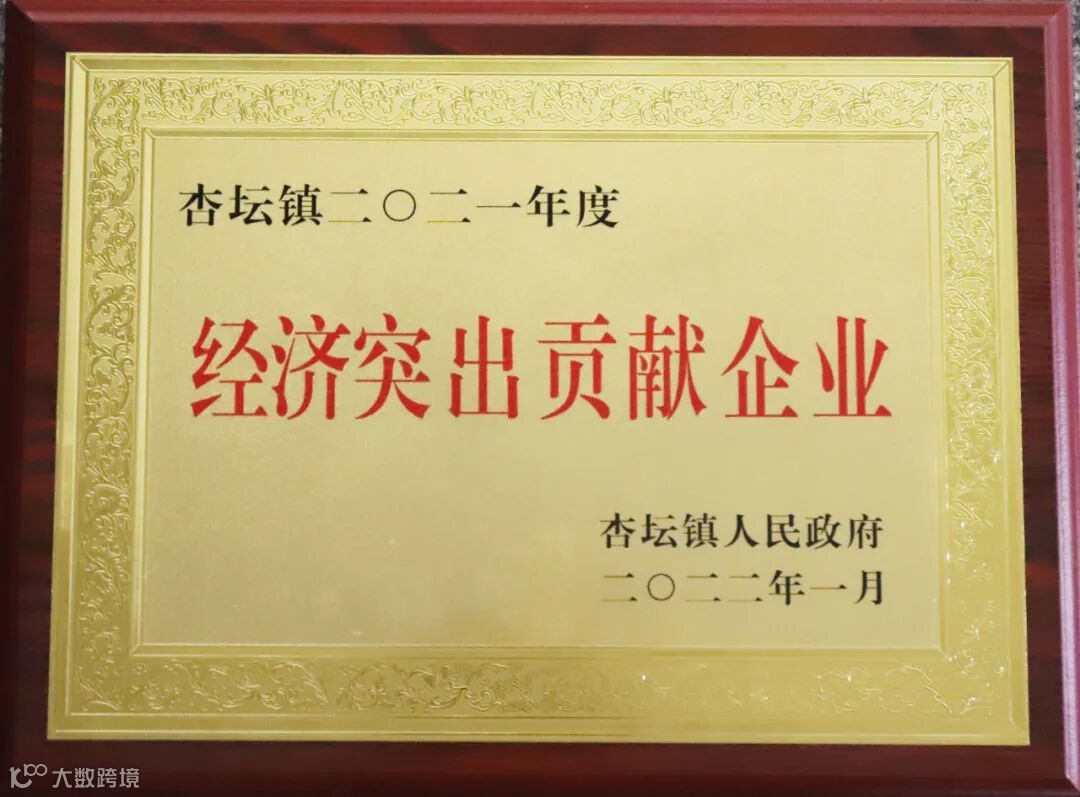 杏坛镇二〇二一年度
经济突出贡献企业
杏坛镇人民政府
二〇二二年一月
大数跨境